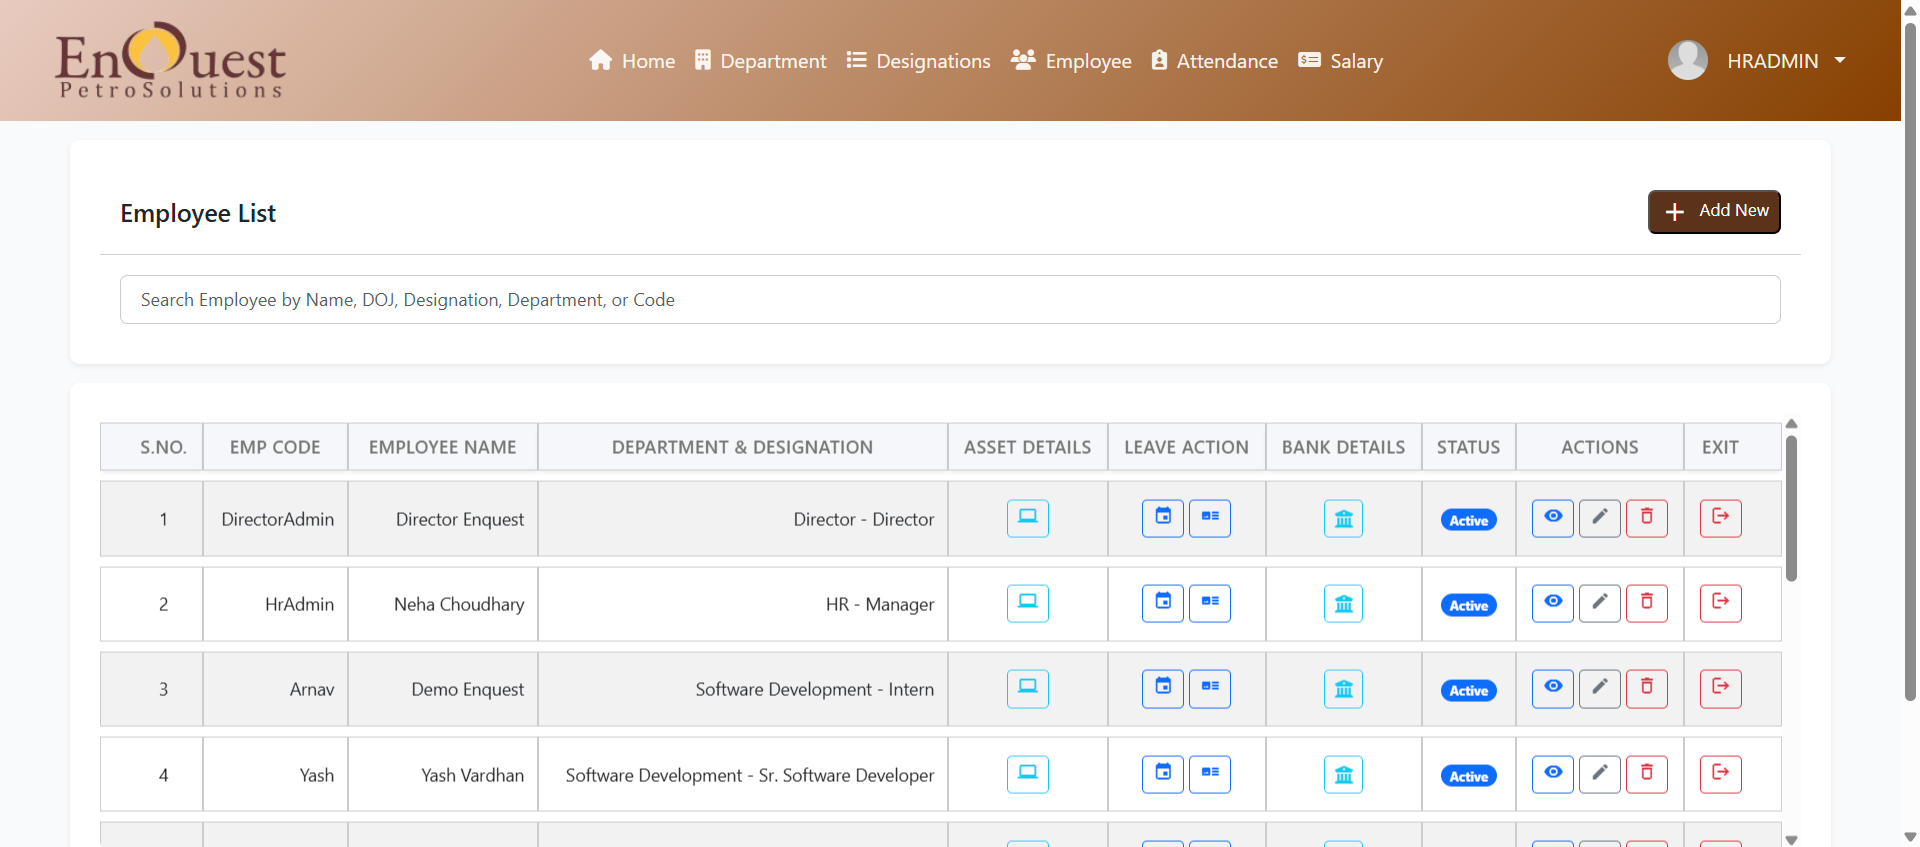 EnQuest
PetroSolutions
Home Department Designations Employee Attendance Salary
HRADMIN
Employee List
Add New
Search Employee by Name, DOJ, Designation, Department, or Code
S.NO. EMP CODE EMPLOYEE NAME DEPARTMENT & DESIGNATION ASSET DETAILS LEAVE ACTION BANK DETAILS STATUS ACTIONS EXIT
1 DirectorAdmin Director Enquest Director - Director Active
2 HrAdmin Neha Choudhary HR - Manager Active
3 Arnav Demo Enquest Software Development - Intern Active
4 Yash Yash Vardhan Software Development - Sr. Software Developer Active